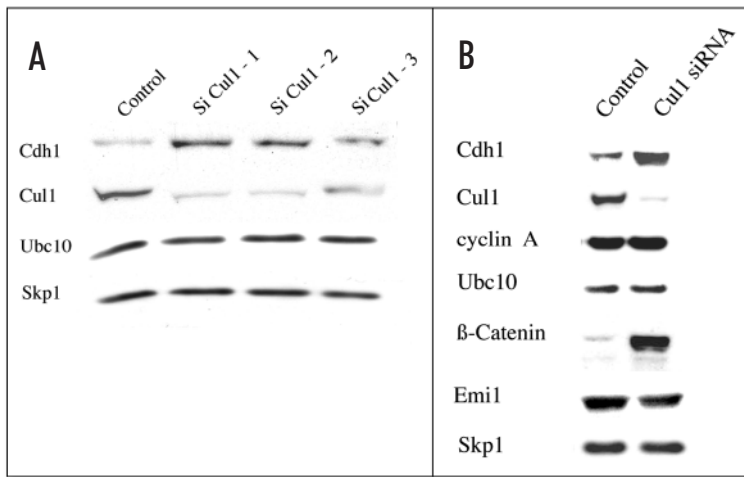 A
Control
Si Cul1 - 1
Si Cul1 - 2
Si Cul1 - 3
Cdh1
Cul1
Ubc10
Skp1
B
Control
Cul1 siRNA
Cdh1
Cul1
cyclin A
Ubc10
ß-Catenin
Emi1
Skp1